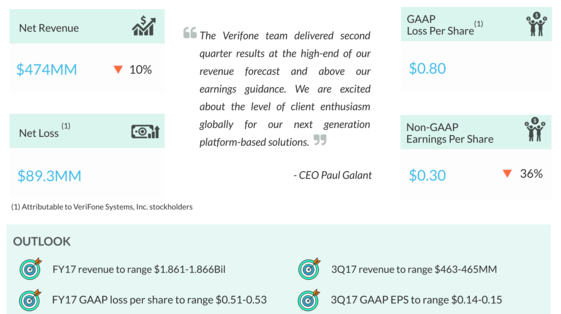 Net Revenue
$474MM
10%
Net Loss (1)
$89.3MM
“ The Verifone team delivered second
quarter results at the high-end of our
revenue forecast and above our
earnings guidance. We are excited
about the level of client enthusiasm
globally for our next generation
platform-based solutions. ”
- CEO Paul Galant
GAAP
Loss Per Share (1)
$0.80
Non-GAAP
Earnings Per Share
$0.30
36%
(1) Attributable to VeriFone Systems, Inc. stockholders
OUTLOOK
FY17 revenue to range $1.861-1.866Bil
3Q17 revenue to range $463-465MM
FY17 GAAP loss per share to range $0.51-0.53
3Q17 GAAP EPS to range $0.14-0.15